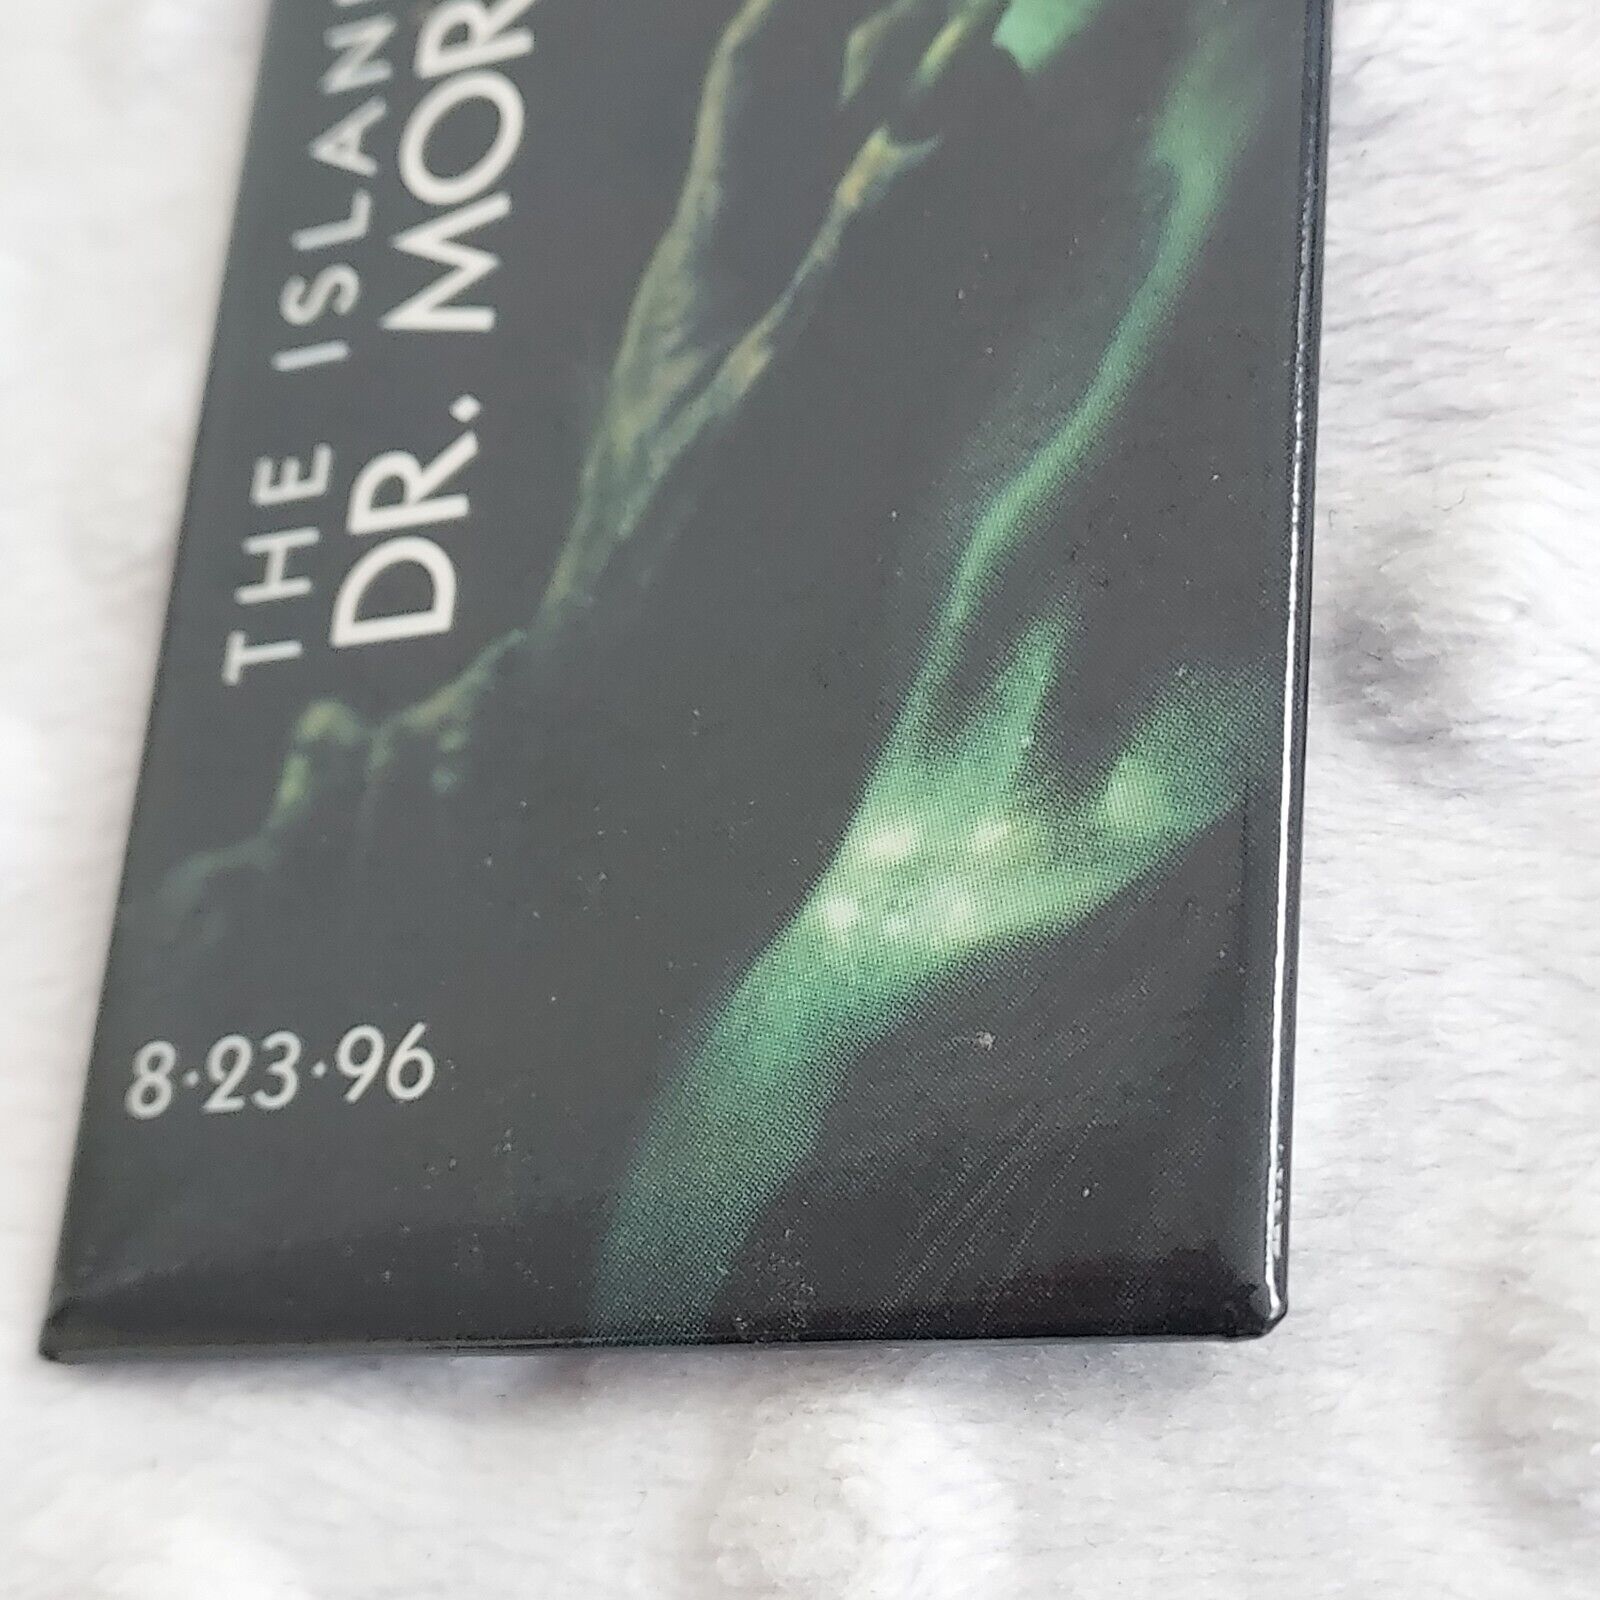 THE ISLAN
DR. MOR
8·23·96